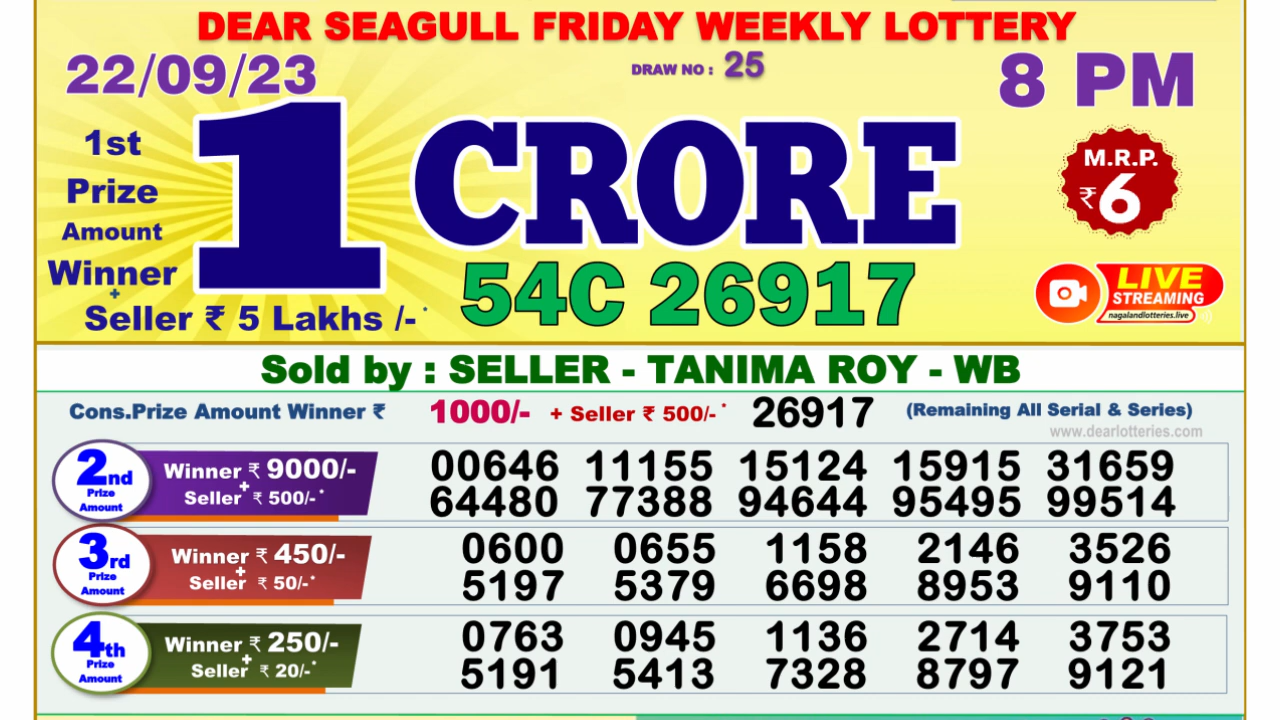 DEAR SEAGULL FRIDAY WEEKLY LOTTERY
22/09/23
DRAW NO : 25
8 PM
1st
Prize
Amount
Winner
+
Seller ₹ 5 Lakhs /-*
1 CRORE
54C 26917
M.R.P.
₹6
LIVE
STREAMING
nagalandlotteries.live
Sold by : SELLER - TANIMA ROY - WB
Cons.Prize Amount Winner ₹ 1000/- + Seller ₹ 500/-* 26917 (Remaining All Serial & Series)
www.dearlotteries.com
2nd
Prize
Amount
Winner ₹ 9000/-
+
Seller ₹ 500/-*
00646 11155 15124 15915 31659
64480 77388 94644 95495 99514
3rd
Prize
Amount
Winner ₹ 450/-
+
Seller ₹ 50/-*
0600 0655 1158 2146 3526
5197 5379 6698 8953 9110
4th
Prize
Amount
Winner ₹ 250/-
+
Seller ₹ 20/-*
0763 0945 1136 2714 3753
5191 5413 7328 8797 9121